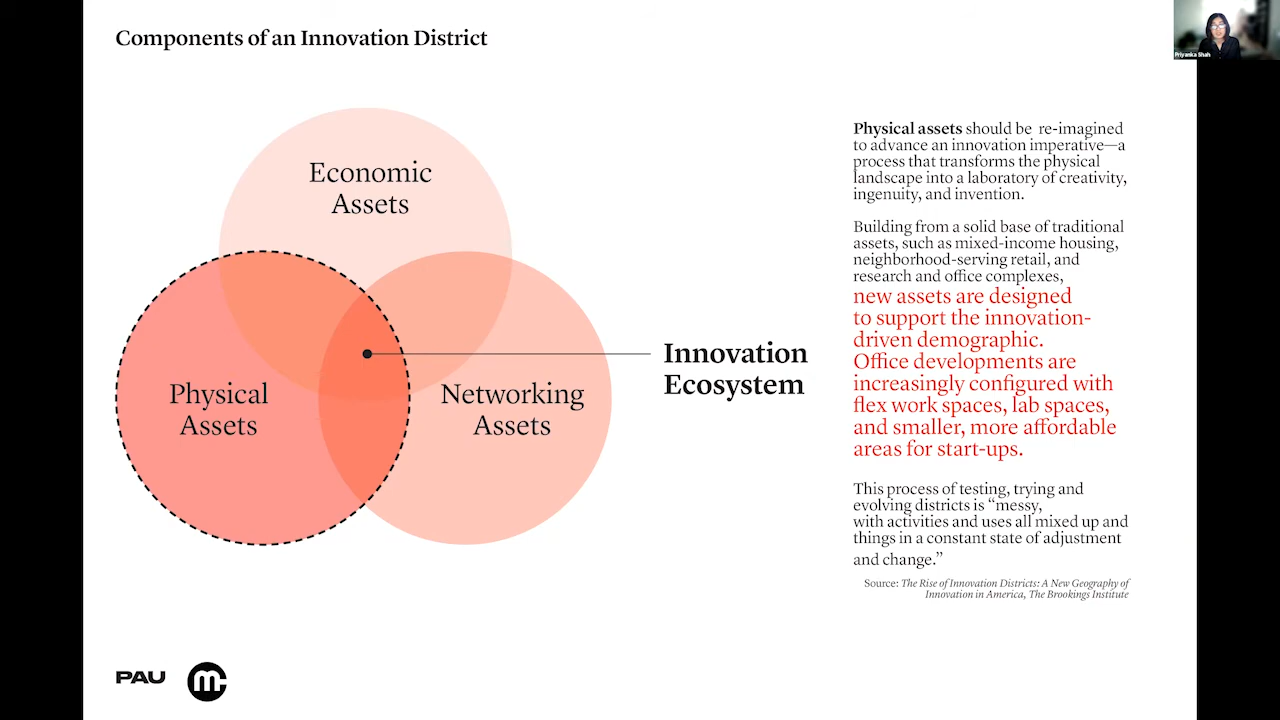 Components of an Innovation District
Priyanka Shah
Economic
Assets
Physical
Assets
Networking
Assets
Innovation
Ecosystem
Physical assets should be re-imagined
to advance an innovation imperative—a
process that transforms the physical
landscape into a laboratory of creativity,
ingenuity, and invention.
Building from a solid base of traditional
assets, such as mixed-income housing,
neighborhood-serving retail, and
research and office complexes,
new assets are designed
to support the innovation-
driven demographic.
Office developments are
increasingly configured with
flex work spaces, lab spaces,
and smaller, more affordable
areas for start-ups.
This process of testing, trying and
evolving districts is “messy,
with activities and uses all mixed up and
things in a constant state of adjustment
and change.”
Source: The Rise of Innovation Districts: A New Geography of
Innovation in America, The Brookings Institute
PAU
mc